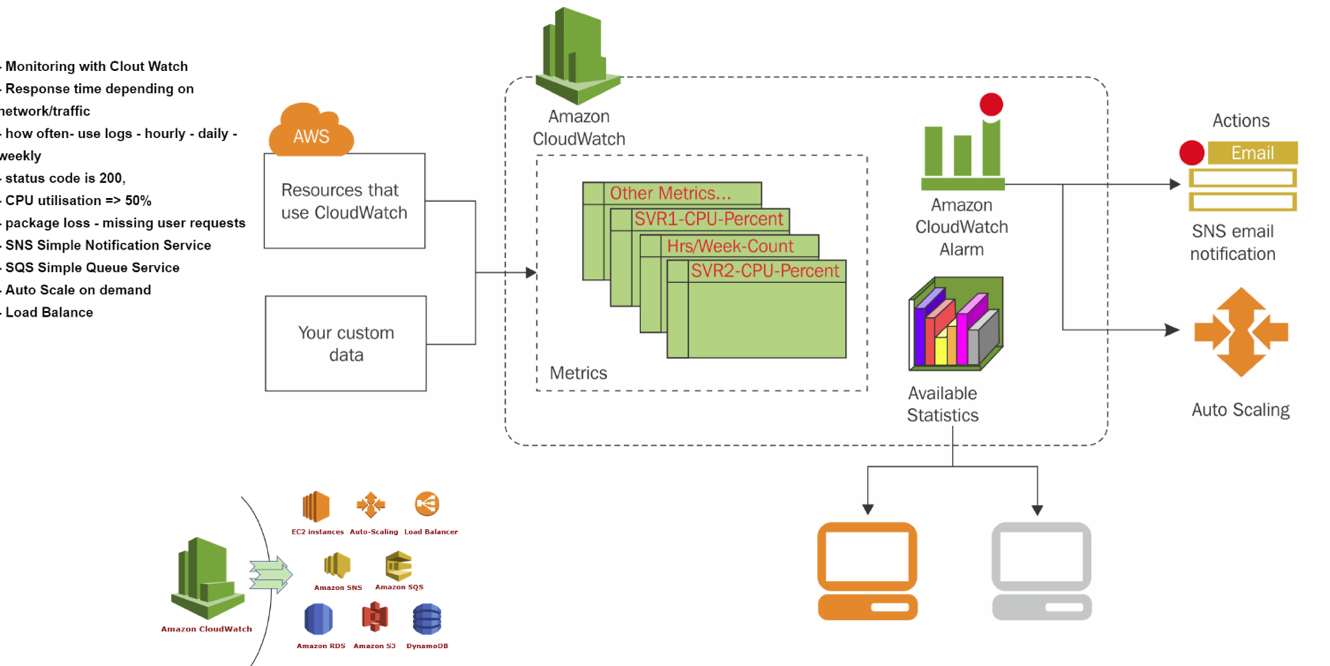 - Monitoring with Clout Watch
- Response time depending on
network/traffic
- how often- use logs - hourly - daily -
weekly
- status code is 200,
- CPU utilisation => 50%
- package loss - missing user requests
- SNS Simple Notification Service
- SQS Simple Queue Service
- Auto Scale on demand
- Load Balance
AWS
Resources that
use CloudWatch
Your custom
data
Amazon
CloudWatch
Other Metrics...
SVR1-CPU-Percent
Hrs/Week-Count
SVR2-CPU-Percent
Metrics
Amazon
CloudWatch
Alarm
Available
Statistics
Actions
Email
SNS email
notification
Auto Scaling
Amazon CloudWatch
EC2 instances
Auto-Scaling
Load Balancer
Amazon SNS
Amazon SQS
Amazon RDS
Amazon S3
DynamoDB